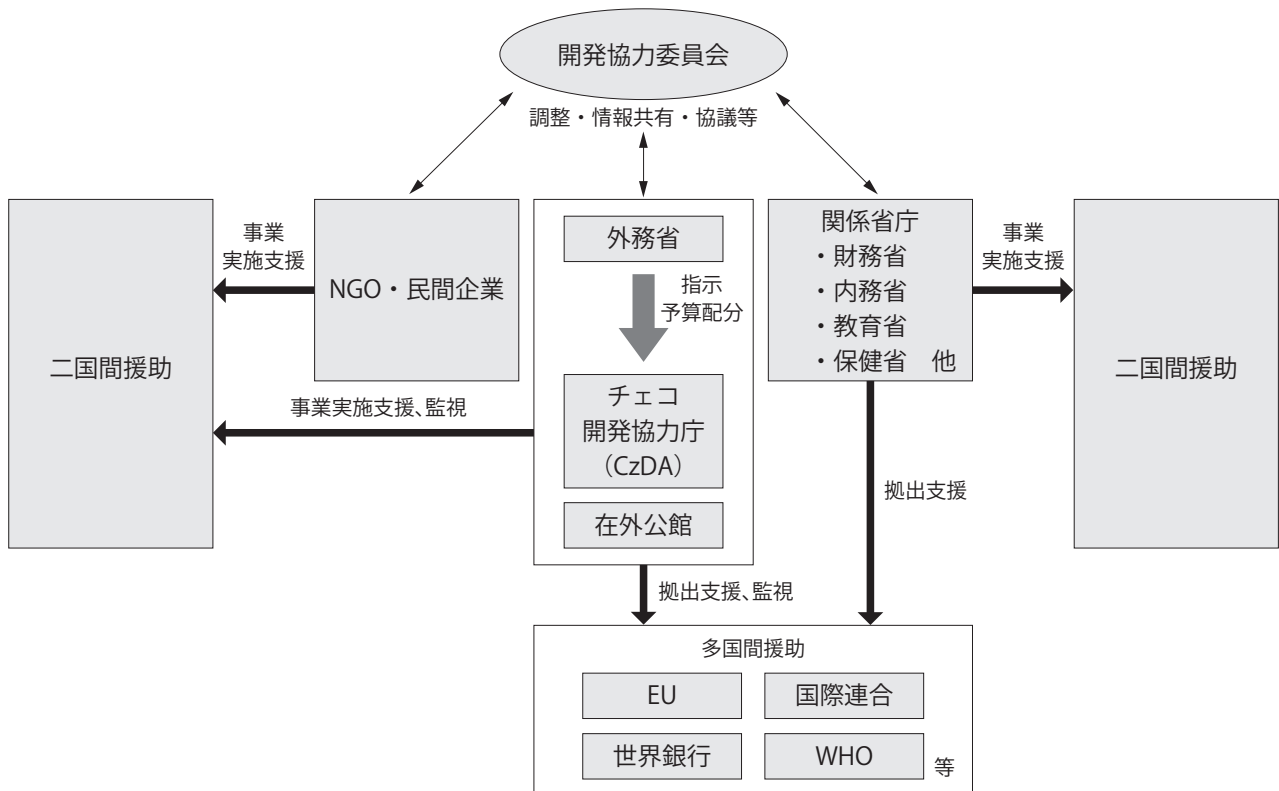 開発協力委員会
調整・情報共有・協議等
二国間援助
事業
実施支援
NGO・民間企業
外務省
指示
予算配分
チェコ
開発協力庁
（CzDA）
在外公館
事業実施支援、監視
関係省庁
・財務省
・内務省
・教育省
・保健省　他
事業
実施支援
二国間援助
拠出支援
拠出支援、監視
多国間援助
EU
国際連合
世界銀行
WHO
等